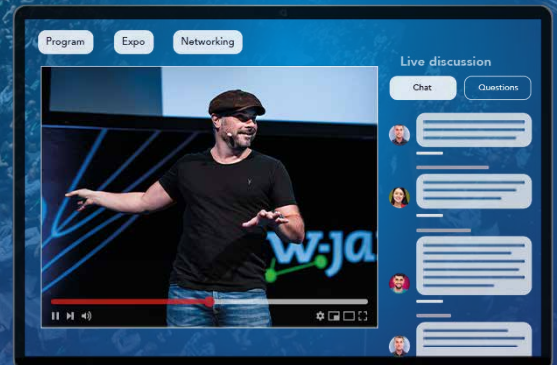 Program
Expo
Networking
Live discussion
Chat
Questions
w-ja